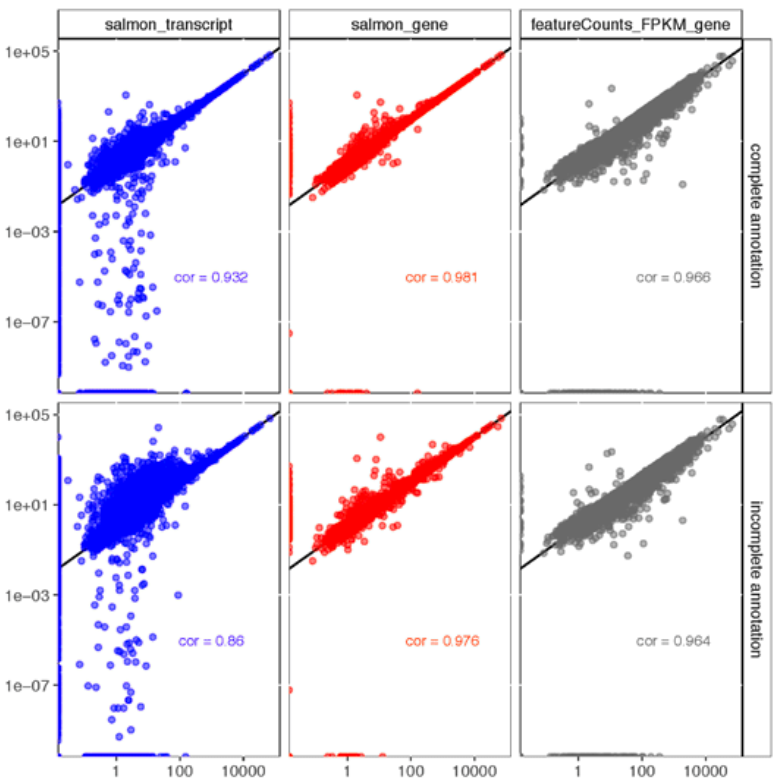 salmon_transcript salmon_gene featureCounts_FPKM_gene
1e+05
1e+01
1e−03
cor = 0.932 cor = 0.981 cor = 0.966
1e−07
complete annotation
1e+05
1e+01
1e−03
cor = 0.86 cor = 0.976 cor = 0.964
1e−07
incomplete annotation
1 100 10000 1 100 10000 1 100 10000